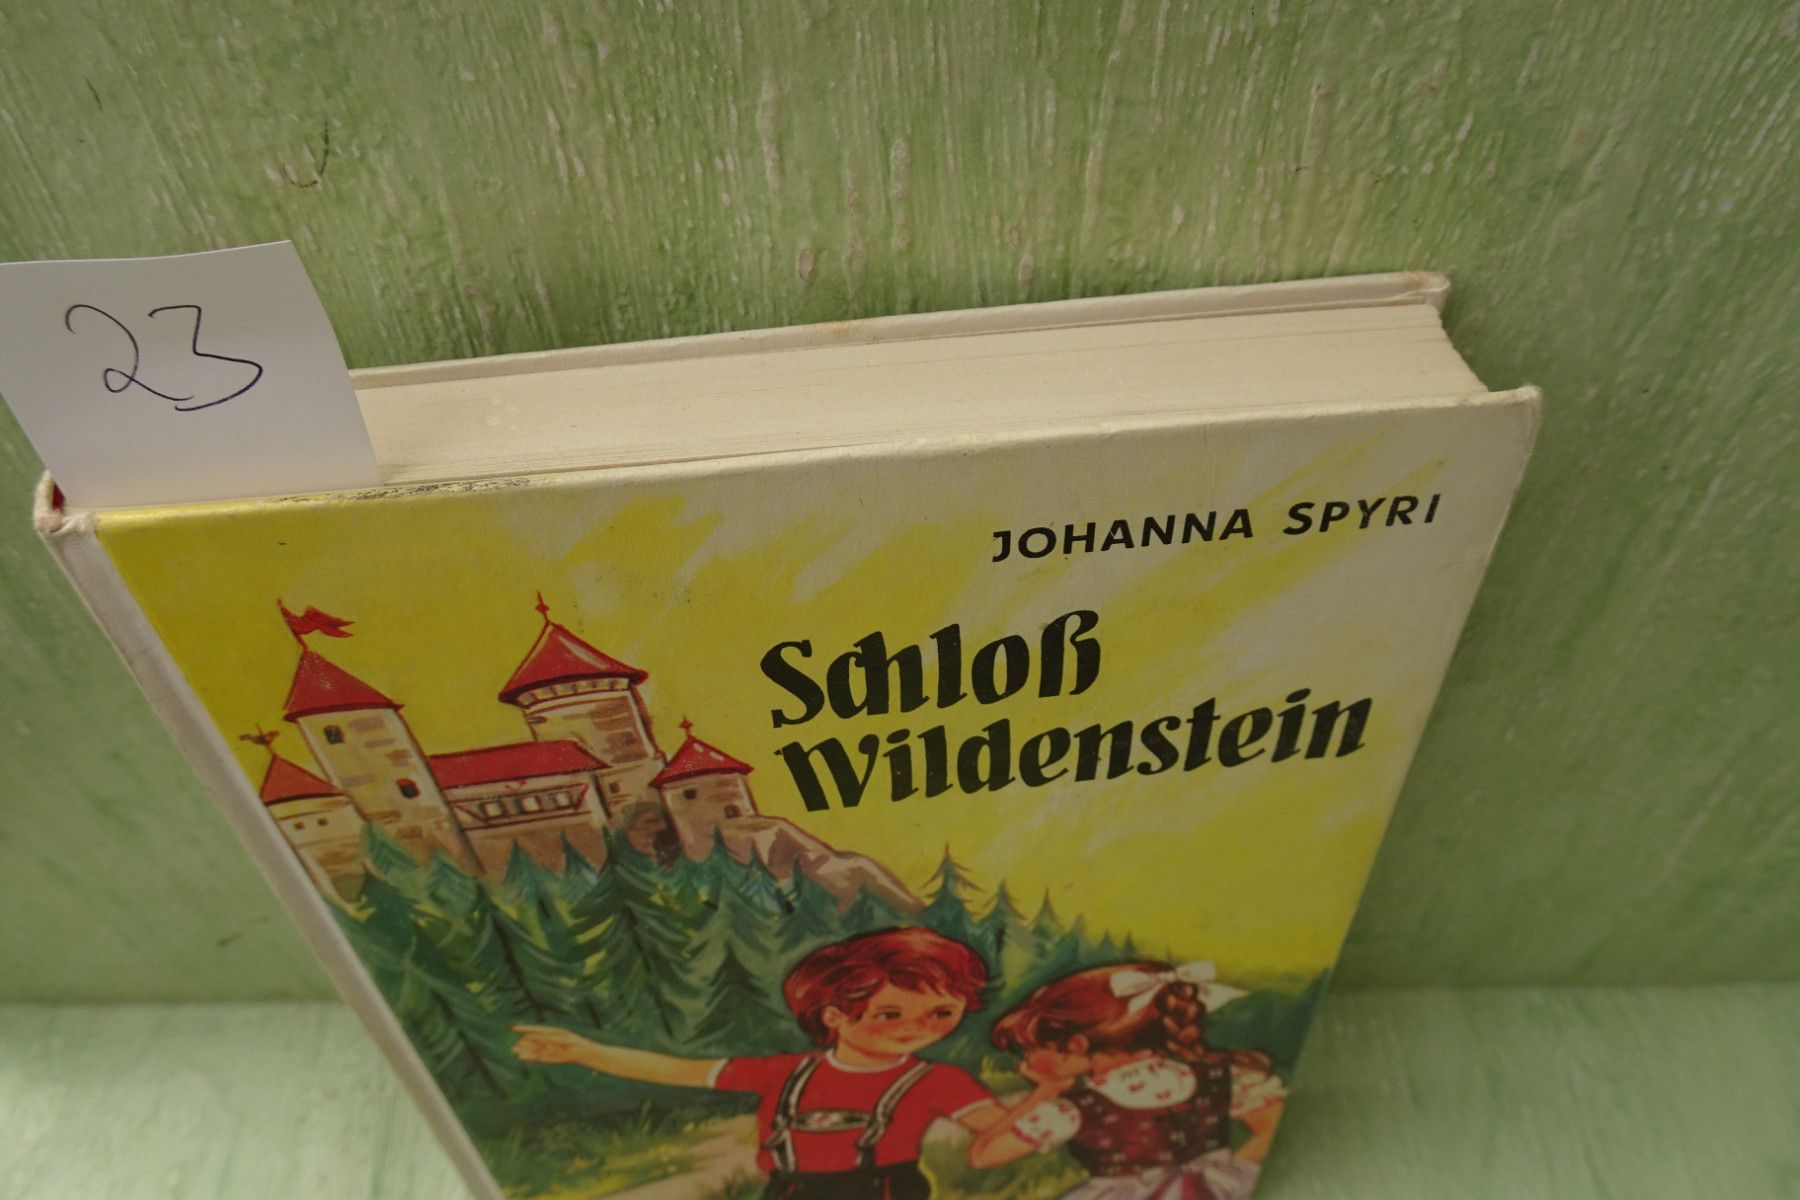 23
JOHANNA SPYRI
Schloß
Wildenstein